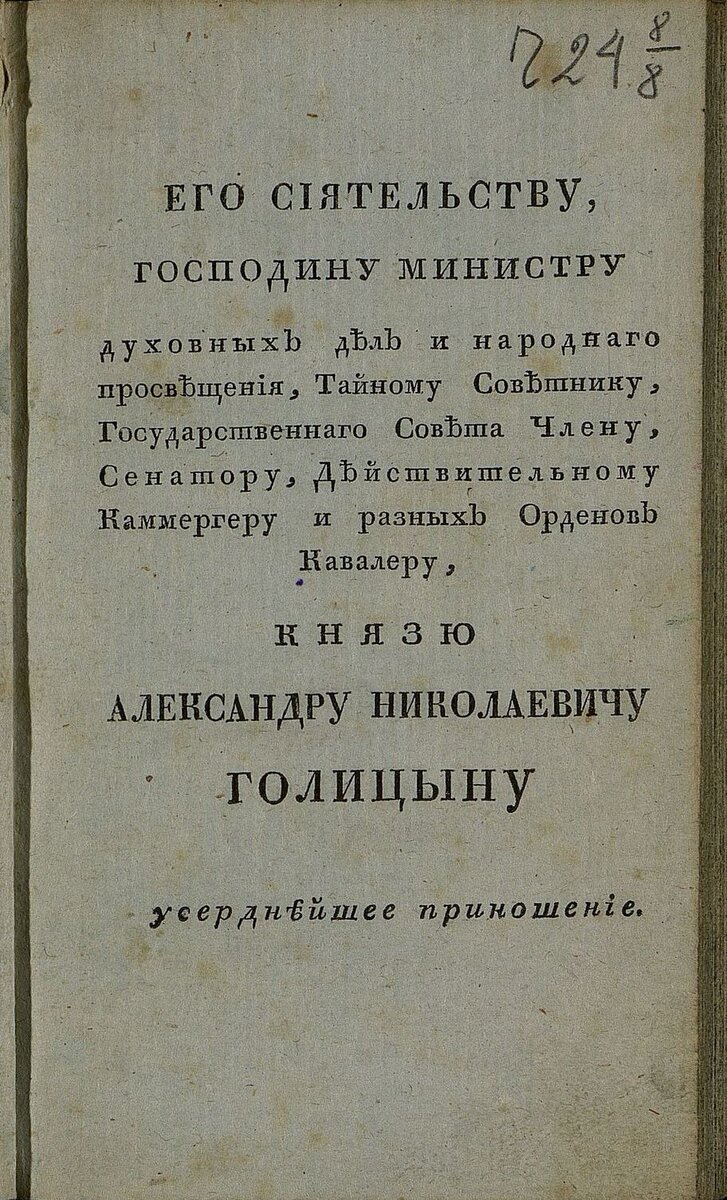 Ч 24 8/8
ЕГО СІЯТЕЛЬСТВУ,
ГОСПОДИНУ МИНИСТРУ
духовныхъ дѣлъ и народнаго
просвѣщенія, Тайному Совѣтнику,
Государственнаго Совѣта Члену,
Сенатору, Дѣйствительному
Каммергеру и разныхъ Орденовъ
Кавалеру,
КНЯЗЮ
АЛЕКСАНДРУ НИКОЛАЕВИЧУ
ГОЛИЦЫНУ
усерднѣйшее приношеніе.